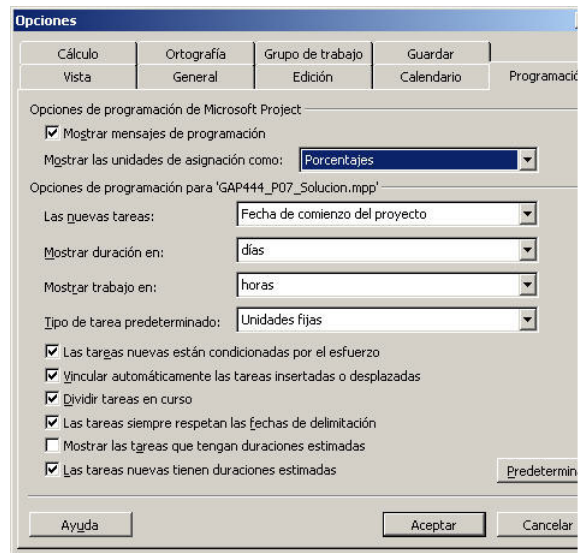 Opciones
Cálculo Ortografía Grupo de trabajo Guardar
Vista General Edición Calendario Programació
Opciones de programación de Microsoft Project
Mostrar mensajes de programación
Mostrar las unidades de asignación como: Porcentajes
Opciones de programación para 'GAP444_P07_Solucion.mpp'
Las nuevas tareas: Fecha de comienzo del proyecto
Mostrar duración en: días
Mostrar trabajo en: horas
Tipo de tarea predeterminado: Unidades fijas
Las tareas nuevas están condicionadas por el esfuerzo
Vincular automáticamente las tareas insertadas o desplazadas
Dividir tareas en curso
Las tareas siempre respetan las fechas de delimitación
Mostrar las tareas que tengan duraciones estimadas
Las tareas nuevas tienen duraciones estimadas
Predetermin
Ayuda Aceptar Cancelar